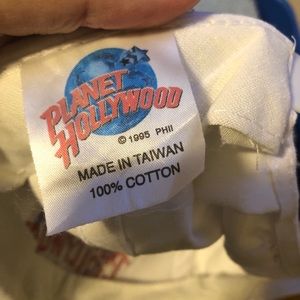 PLANET
HOLLYWOOD
© 1995 PHII
MADE IN TAIWAN
100% COTTON